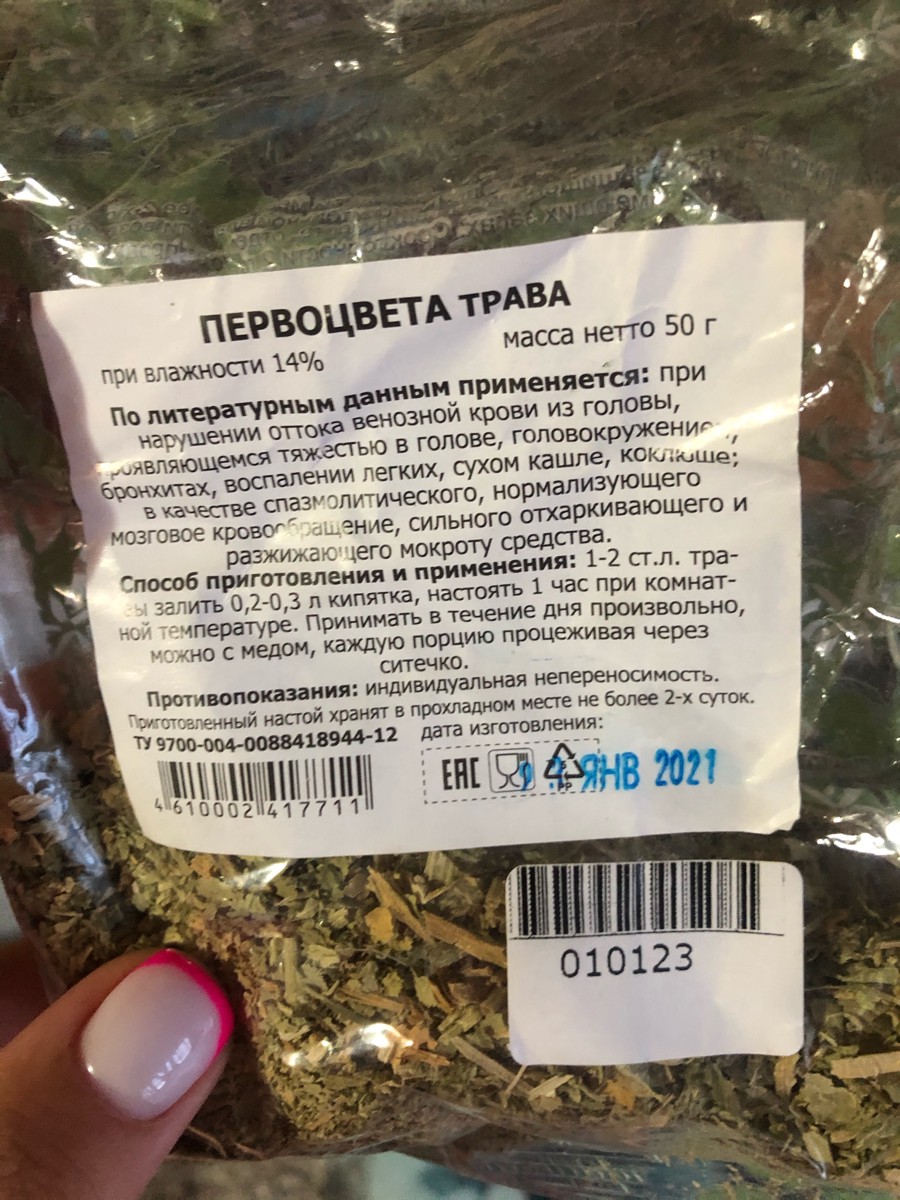 ПЕРВОЦВЕТА ТРАВА
при влажности 14%
масса нетто 50 г
По литературным данным применяется: при
нарушении оттока венозной крови из головы,
проявляющемся тяжестью в голове, головокружением,
бронхитах, воспалении легких, сухом кашле, коклюше;
в качестве спазмолитического, нормализующего
мозговое кровообращение, сильного отхаркивающего и
разжижающего мокроту средства.
Способ приготовления и применения: 1-2 ст.л. тра-
вы залить 0,2-0,3 л кипятка, настоять 1 час при комнат-
ной температуре. Принимать в течение дня произвольно,
можно с медом, каждую порцию процеживая через
ситечко.
Противопоказания: индивидуальная непереносимость.
Приготовленный настой хранят в прохладном месте не более 2-х суток.
ТУ 9700-004-0088418944-12
дата изготовления:
ЕАС
ЯНВ 2021
5
PP
4 610002 417711
010123